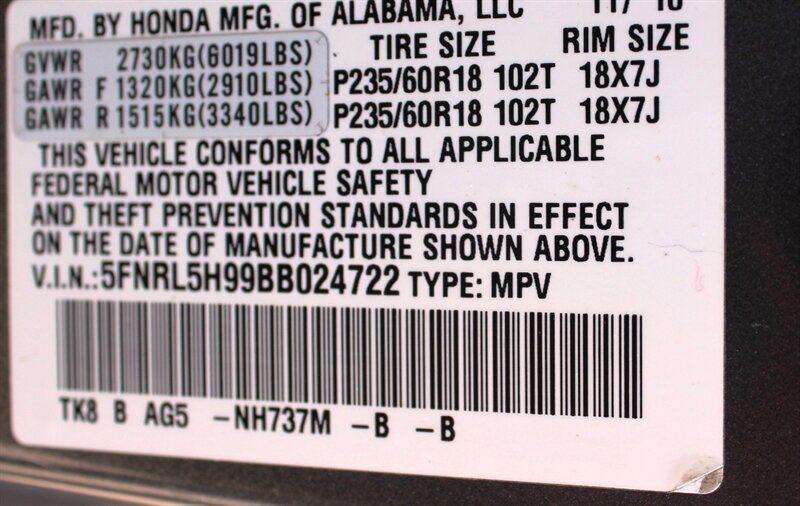 MFD. BY HONDA MFG. OF ALABAMA, LLC 11/ 10
TIRE SIZE RIM SIZE
GVWR 2730KG(6019LBS)
GAWR F 1320KG(2910LBS) P235/60R18 102T 18X7J
GAWR R 1515KG(3340LBS) P235/60R18 102T 18X7J
THIS VEHICLE CONFORMS TO ALL APPLICABLE
FEDERAL MOTOR VEHICLE SAFETY
AND THEFT PREVENTION STANDARDS IN EFFECT
ON THE DATE OF MANUFACTURE SHOWN ABOVE.
V.I.N.:5FNRL5H99BB024722 TYPE: MPV
TK8 B AG5 -NH737M -B -B